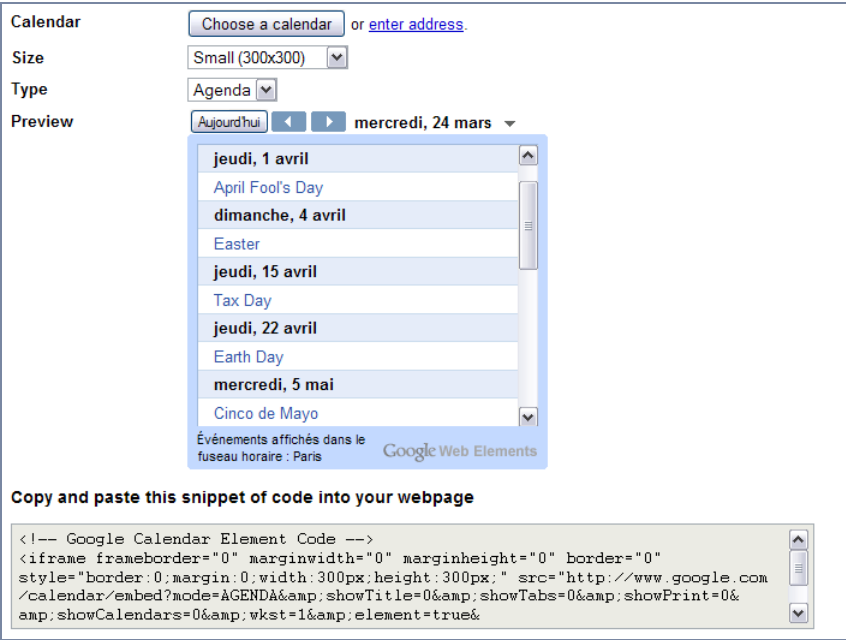 Calendar Choose a calendar or enter address.
Size Small (300x300)
Type Agenda
Preview Aujourd'hui mercredi, 24 mars
jeudi, 1 avril
April Fool's Day
dimanche, 4 avril
Easter
jeudi, 15 avril
Tax Day
jeudi, 22 avril
Earth Day
mercredi, 5 mai
Cinco de Mayo
Événements affichés dans le
fuseau horaire : Paris
Google Web Elements
Copy and paste this snippet of code into your webpage
<!-- Google Calendar Element Code -->
<iframe frameborder="0" marginwidth="0" marginheight="0" border="0"
style="border:0;margin:0;width:300px;height:300px;" src="http://www.google.com
/calendar/embed?mode=AGENDA&amp;showTitle=0&amp;showTabs=0&amp;showPrint=0&
amp;showCalendars=0&amp;wkst=1&amp;element=true&